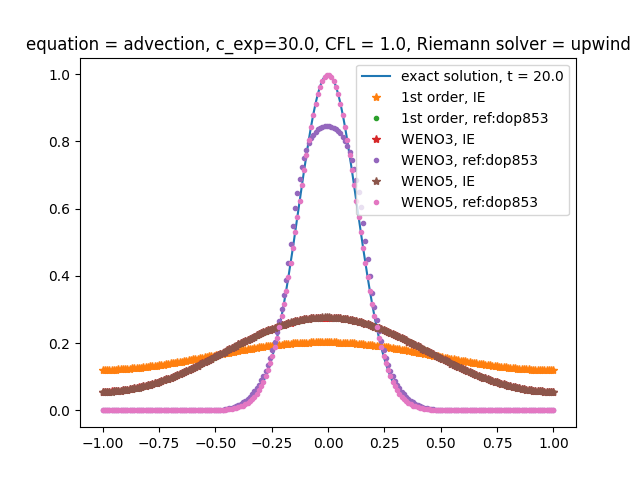 equation = advection, c_exp=30.0, CFL = 1.0, Riemann solver = upwind
1.0
0.8
0.6
0.4
0.2
0.0
exact solution, t = 20.0
1st order, IE
1st order, ref:dop853
WENO3, IE
WENO3, ref:dop853
WENO5, IE
WENO5, ref:dop853
−1.00 −0.75 −0.50 −0.25 0.00 0.25 0.50 0.75 1.00